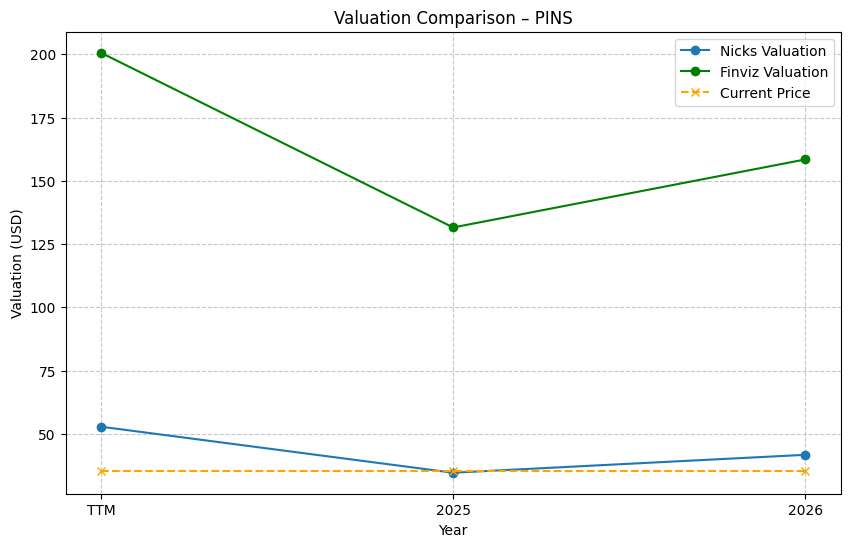 Valuation Comparison – PINS
Nicks Valuation
Finviz Valuation
Current Price
Valuation (USD)
200
175
150
125
100
75
50
TTM
2025
2026
Year